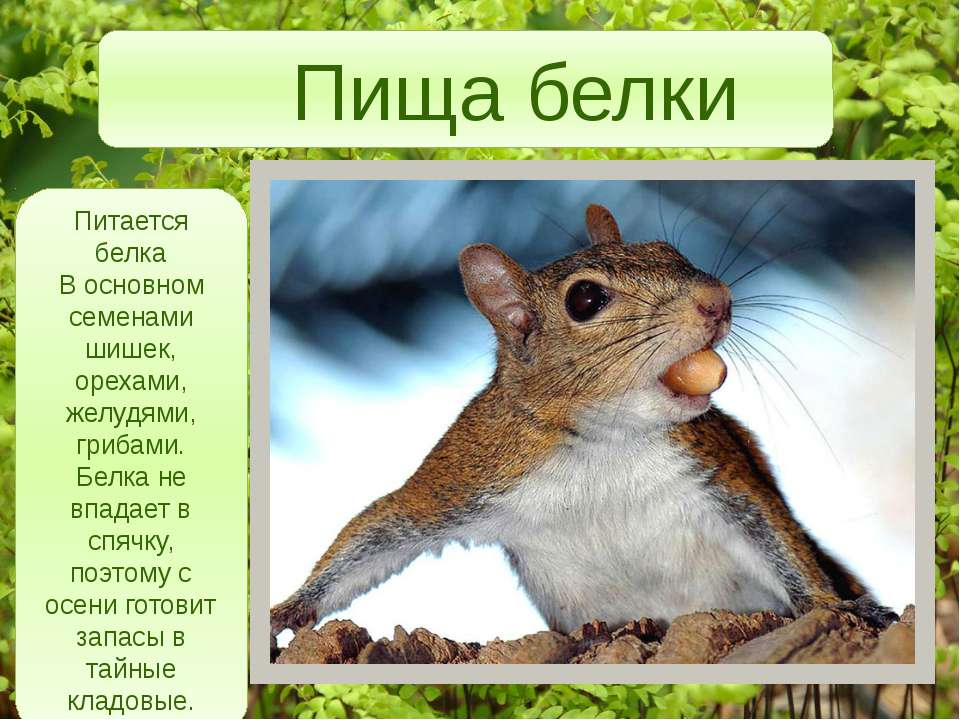 Пища белки
Питается
белка
В основном
семенами
шишек,
орехами,
желудями,
грибами.
Белка не
впадает в
спячку,
поэтому с
осени готовит
запасы в
тайные
кладовые.